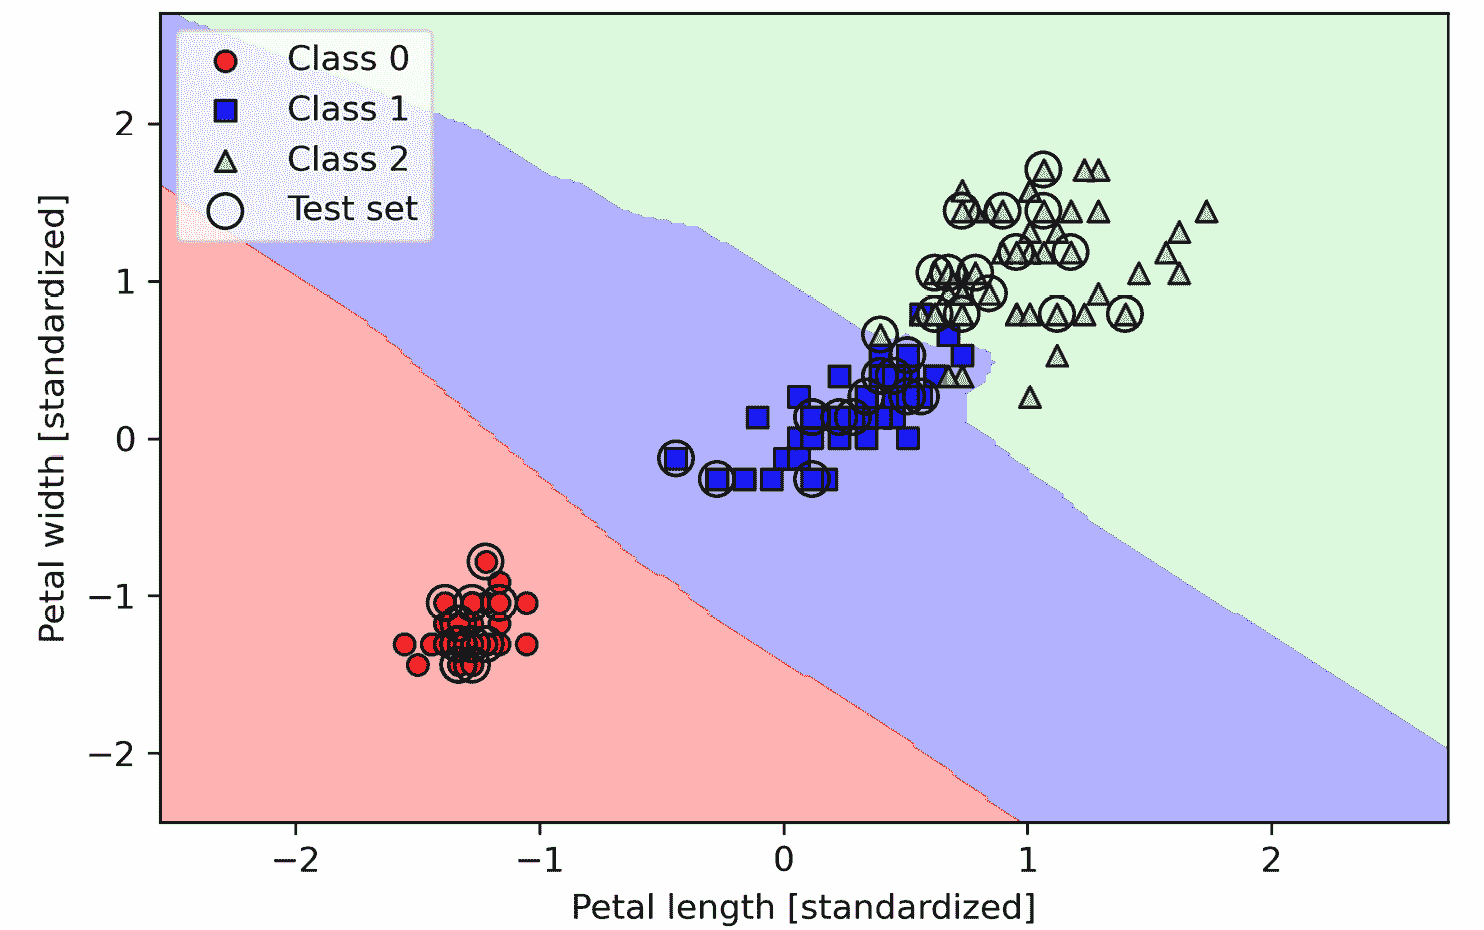 Class 0
Class 1
Class 2
Test set
2
1
0
−1
−2
Petal width [standardized]
−2
−1
0
1
2
Petal length [standardized]